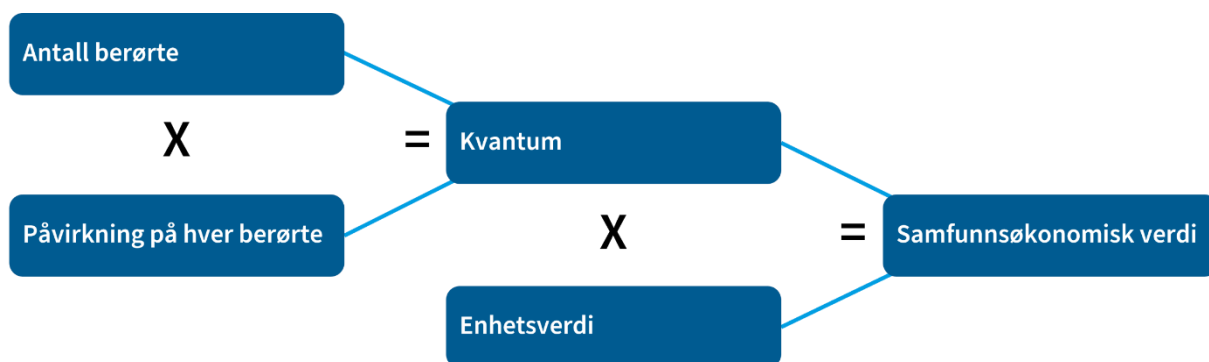 Antall berørte
X
=
Kvantum
Påvirkning på hver berørte
X
=
Samfunnsøkonomisk verdi
Enhetsverdi